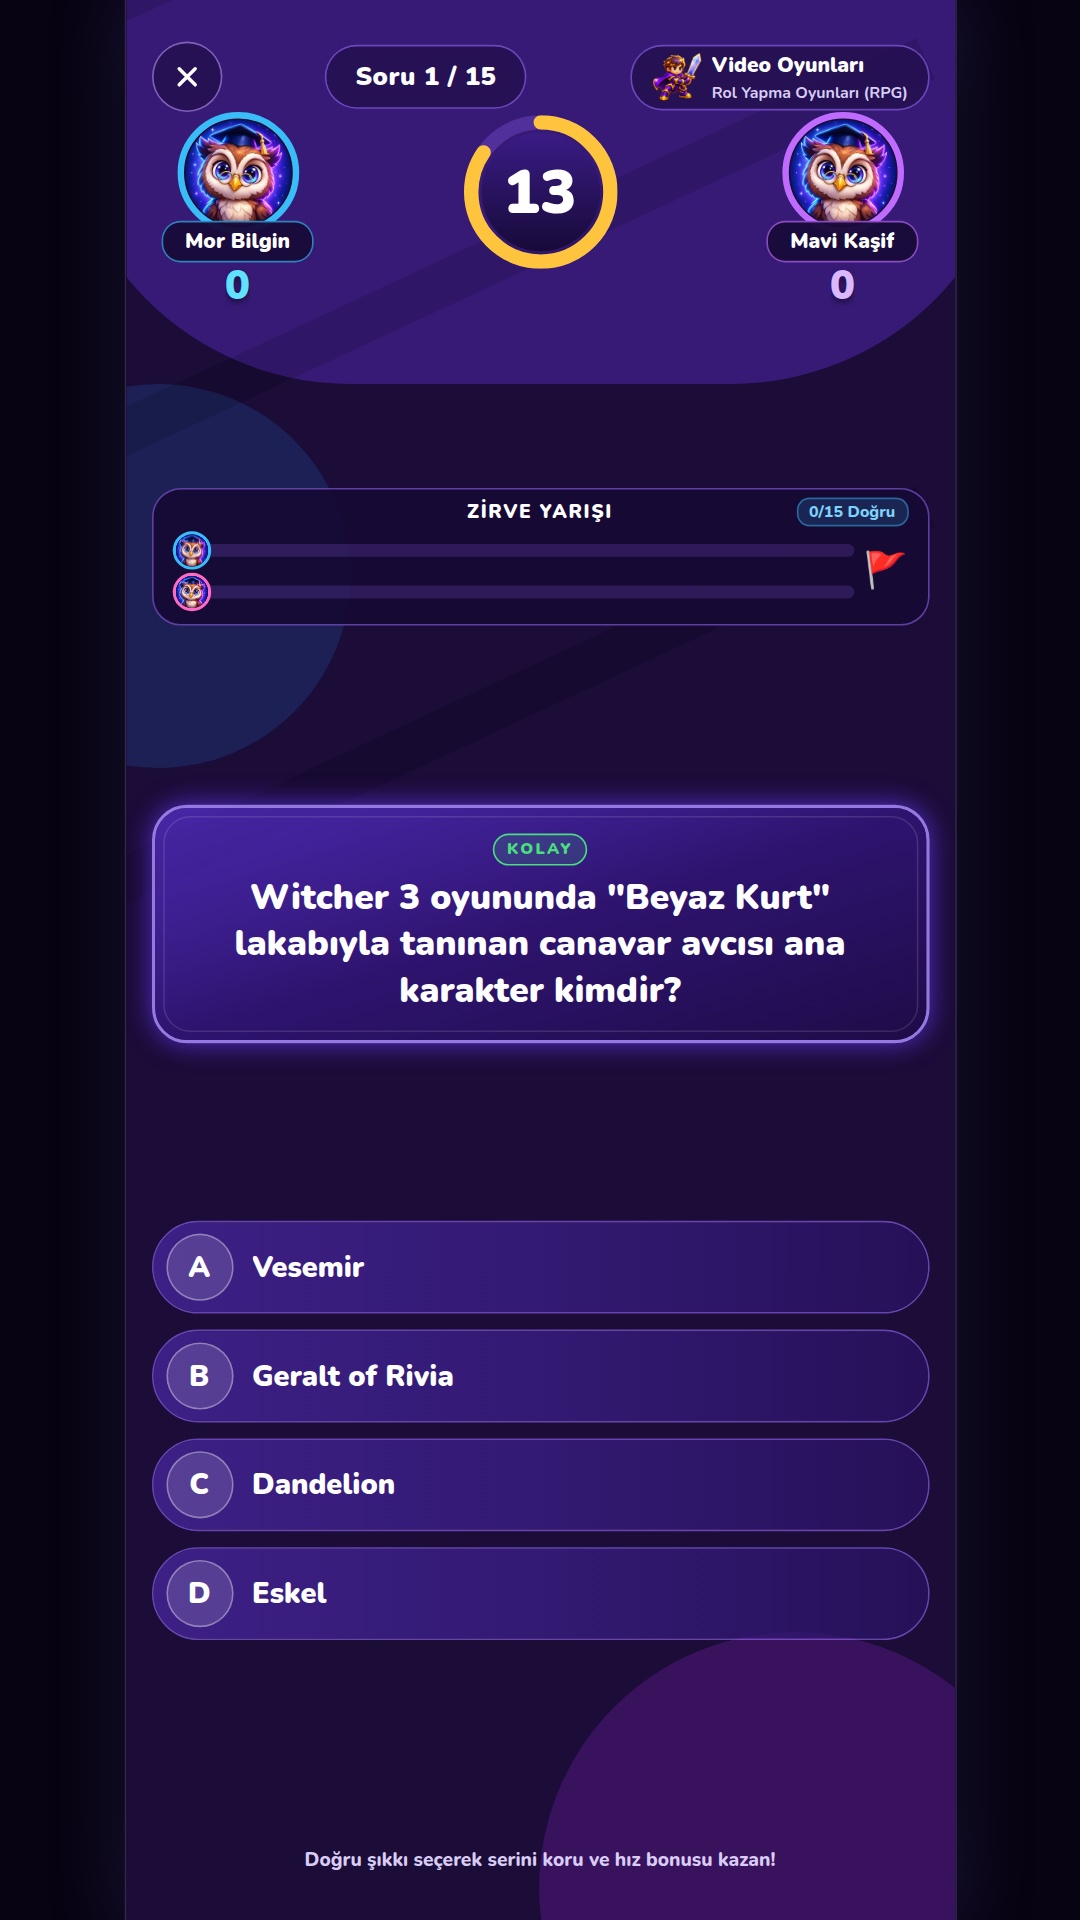 Soru 1 / 15
Video Oyunları
Rol Yapma Oyunları (RPG)
13
Mor Bilgin
Mavi Kaşif
0
0
ZİRVE YARIŞI
0/15 Doğru
KOLAY
Witcher 3 oyununda "Beyaz Kurt"
lakabıyla tanınan canavar avcısı ana
karakter kimdir?
A Vesemir
B Geralt of Rivia
C Dandelion
D Eskel
Doğru şıkkı seçerek serini koru ve hız bonusu kazan!